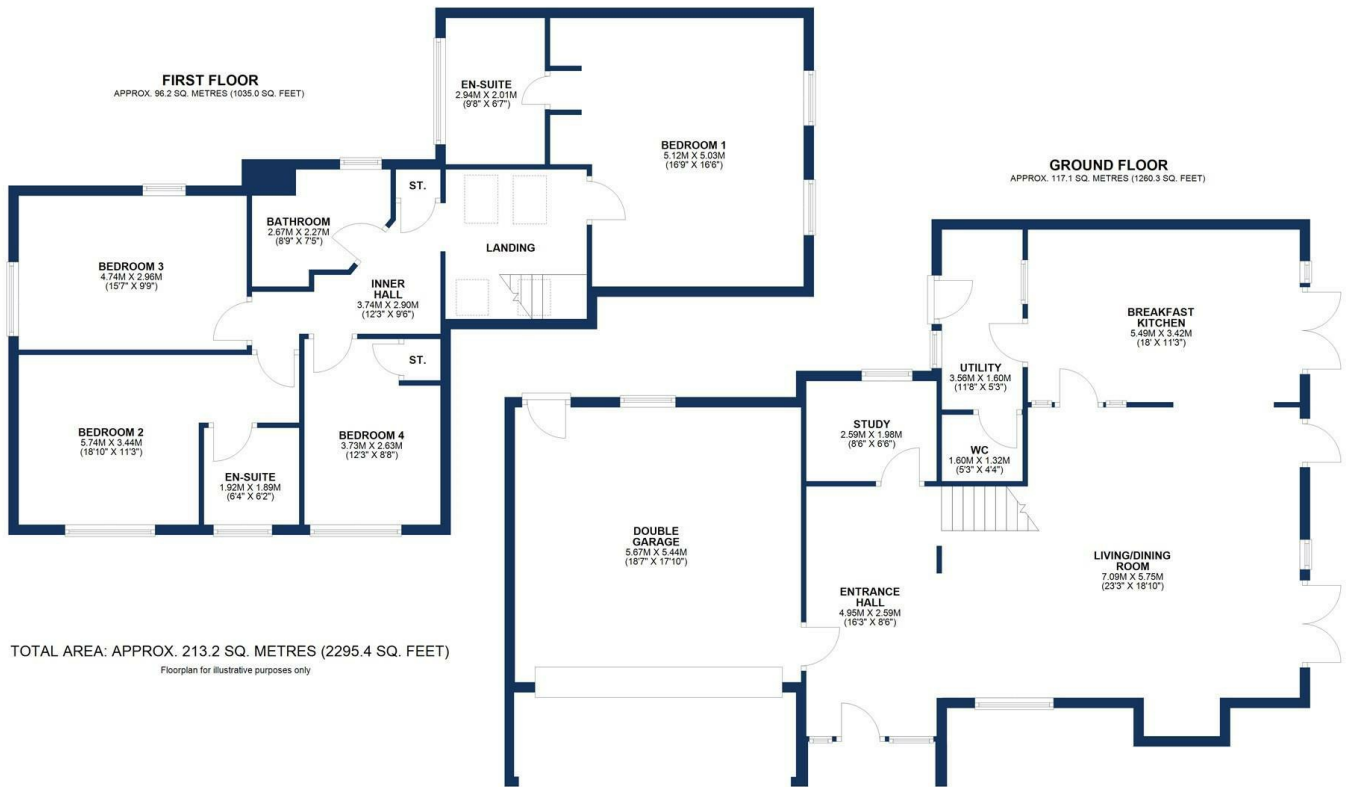 FIRST FLOOR
APPROX. 96.2 SQ. METRES (1035.0 SQ. FEET)
EN-SUITE
2.94M X 2.01M
(9'8" X 6'7")
BEDROOM 1
5.12M X 5.03M
(16'9" X 16'6")
ST.
BATHROOM
2.67M X 2.27M
(8'9" X 7'5")
LANDING
BEDROOM 3
4.74M X 2.96M
(15'7" X 9'9")
INNER
HALL
3.74M X 2.90M
(12'3" X 9'6")
ST.
BEDROOM 2
5.74M X 3.44M
(18'10" X 11'3")
EN-SUITE
1.92M X 1.89M
(6'4" X 6'2")
BEDROOM 4
3.73M X 2.63M
(12'3" X 8'8")
GROUND FLOOR
APPROX. 117.1 SQ. METRES (1260.3 SQ. FEET)
BREAKFAST
KITCHEN
5.49M X 3.42M
(18' X 11'3")
UTILITY
3.56M X 1.60M
(11'8" X 5'3")
STUDY
2.59M X 1.98M
(8'6" X 6'6")
WC
1.60M X 1.32M
(5'3" X 4'4")
DOUBLE
GARAGE
5.67M X 5.44M
(18'7" X 17'10")
LIVING/DINING
ROOM
7.09M X 5.75M
(23'3" X 18'10")
ENTRANCE
HALL
4.95M X 2.59M
(16'3" X 8'6")
TOTAL AREA: APPROX. 213.2 SQ. METRES (2295.4 SQ. FEET)
Floorplan for illustrative purposes only